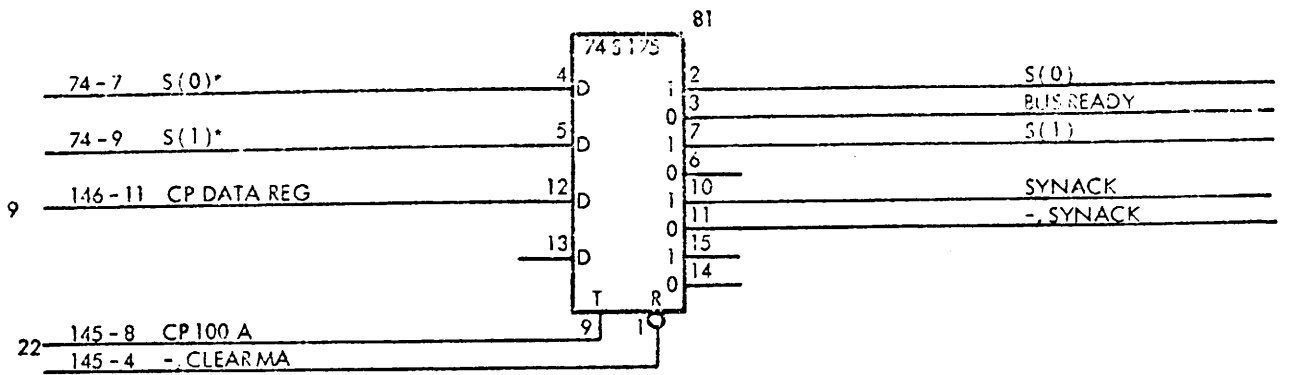 81
74S175
74-7 S(0)* 4 D 1 2 S(0)
0 3 BUS READY
74-9 S(1)* 5 D 1 7 S(1)
0 6
9 146-11 CP DATA REG 12 D 1 10 SYNACK
0 11 -, SYNACK
13 D 1 15
0 14
T R
22 145-8 CP 100 A 9 1
145-4 -, CLEAR MA